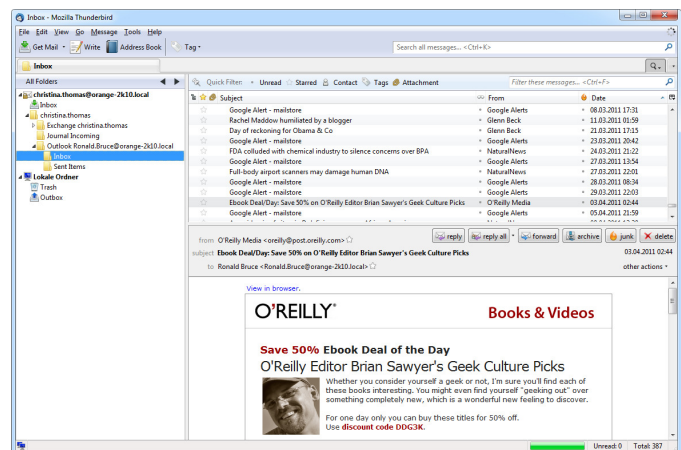 Inbox - Mozilla Thunderbird
File Edit View Go Message Tools Help
Get Mail Write Address Book Tag Search all messages... <Ctrl+K>
Inbox
All Folders
christina.thomas@orange-2k10.local
Inbox
christina.thomas
Exchange christina.thomas
Journal Incoming
Outlook Ronald.Bruce@orange-2k10.local
Inbox
Sent Items
Lokale Ordner
Trash
Outbox
Quick Filter: Unread Starred Contact Tags Attachment Filter these messages... <Ctrl+F>
Subject From Date
Google Alert - mailstore Google Alerts 08.03.2011 17:31
Rachel Maddow humiliated by a blogger Glenn Beck 11.03.2011 01:59
Day of reckoning for Obama & Co Glenn Beck 21.03.2011 17:15
Google Alert - mailstore Google Alerts 23.03.2011 20:42
FDA colluded with chemical industry to silence concerns over BPA NaturalNews 24.03.2011 21:22
Google Alert - mailstore Google Alerts 27.03.2011 13:54
Full-body airport scanners may damage human DNA NaturalNews 27.03.2011 22:01
Google Alert - mailstore Google Alerts 28.03.2011 08:34
Google Alert - mailstore Google Alerts 29.03.2011 22:03
Ebook Deal/Day: Save 50% on O'Reilly Editor Brian Sawyer's Geek Culture Picks O'Reilly Media 03.04.2011 02:44
Google Alert - mailstore Google Alerts 05.04.2011 21:59
from O'Reilly Media <oreilly@post.oreilly.com> reply reply all forward archive junk delete
subject Ebook Deal/Day: Save 50% on O'Reilly Editor Brian Sawyer's Geek Culture Picks 03.04.2011 02:44
to Ronald Bruce <Ronald.Bruce@orange-2k10.local> other actions
View in browser.
O'REILLY® Books & Videos
Save 50% Ebook Deal of the Day
O'Reilly Editor Brian Sawyer's Geek Culture Picks
Whether you consider yourself a geek or not, I'm sure you'll find each of
these books interesting. You might even find yourself "geeking out" over
something completely new, which is a wonderful new feeling to discover.
For one day only you can buy these titles for 50% off.
Use discount code DDG3K.
Unread: 0 Total: 387